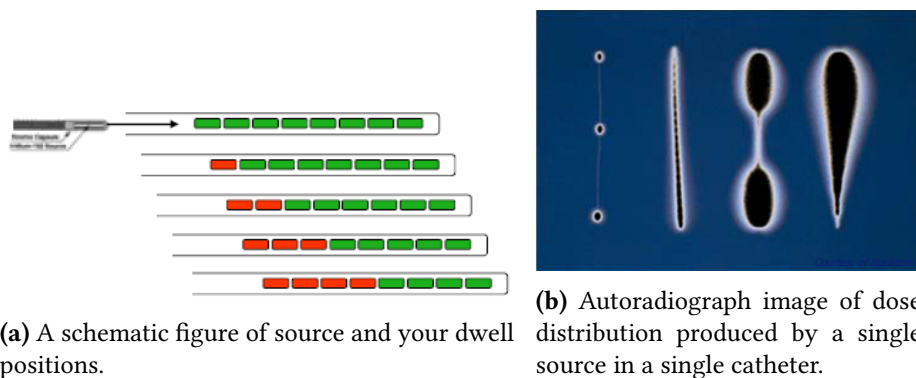 (a) A schematic figure of source and your dwell
positions.
(b) Autoradiograph image of dose
distribution produced by a single
source in a single catheter.